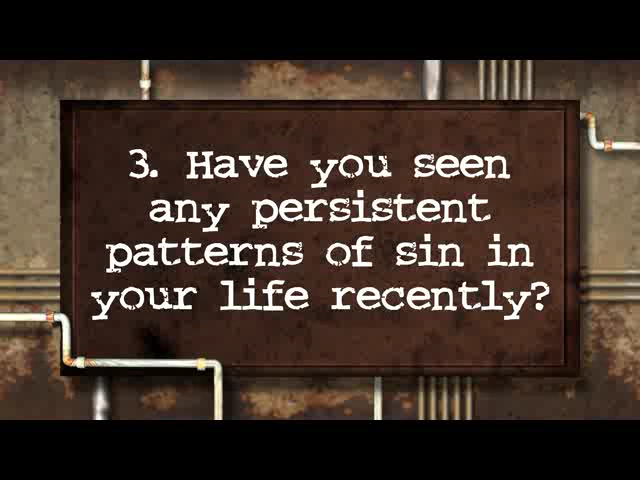 3. Have you seen
any persistent
patterns of sin in
your life recently?